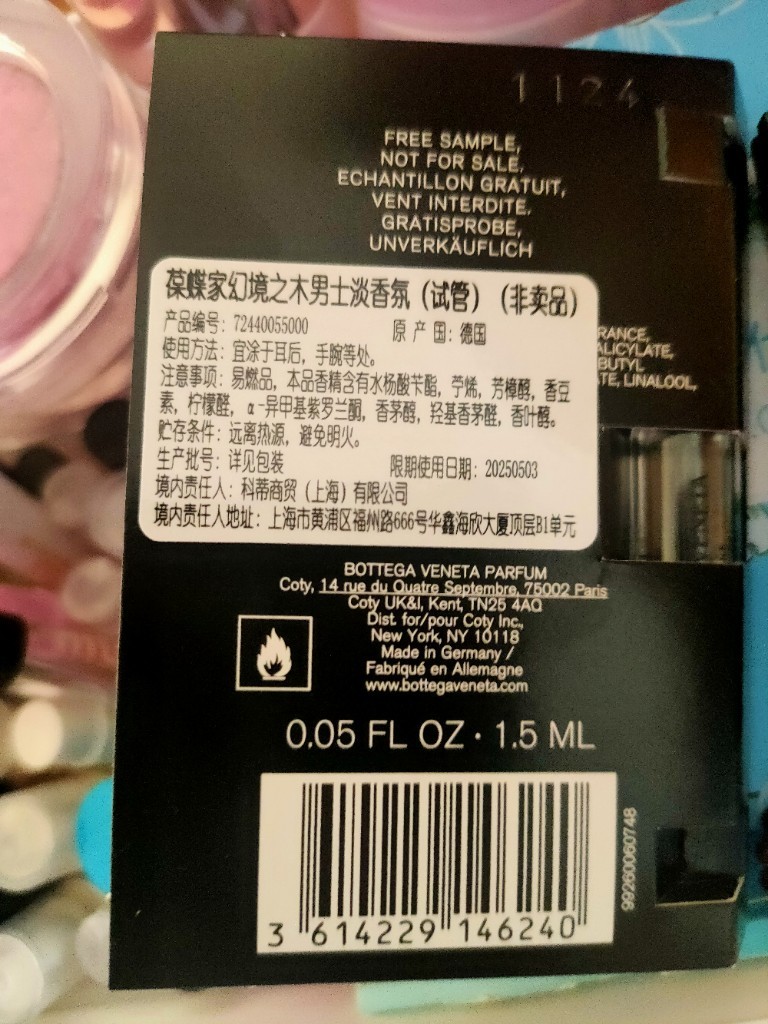 1124
FREE SAMPLE,
NOT FOR SALE,
ECHANTILLON GRATUIT,
VENT INTERDITE,
GRATISPROBE,
UNVERKÄUFLICH
葆蝶家幻境之木男士淡香氛（试管）（非卖品）
产品编号：72440055000 原 产 国：德国
使用方法：宜涂于耳后，手腕等处。
注意事项：易燃品，本品香精含有水杨酸苄酯，苧烯，芳樟醇，香豆
素，柠檬醛，α-异甲基紫罗兰酮，香茅醇，羟基香茅醛，香叶醇。
贮存条件：远离热源，避免明火。
生产批号：详见包装 限期使用日期：20250503
境内责任人：科蒂商贸（上海）有限公司
境内责任人地址：上海市黄浦区福州路666号华鑫海欣大厦顶层B1单元
RANCE,
ALICYLATE,
BUTYL
TE, LINALOOL,
BOTTEGA VENETA PARFUM
Coty, 14 rue du Quatre Septembre, 75002 Paris
Coty UK&I, Kent, TN25 4AQ
Dist. for/pour Coty Inc.,
New York, NY 10118
Made in Germany /
Fabriqué en Allemagne
www.bottegaveneta.com
0.05 FL OZ · 1.5 ML
99260060748
3 614229 146240